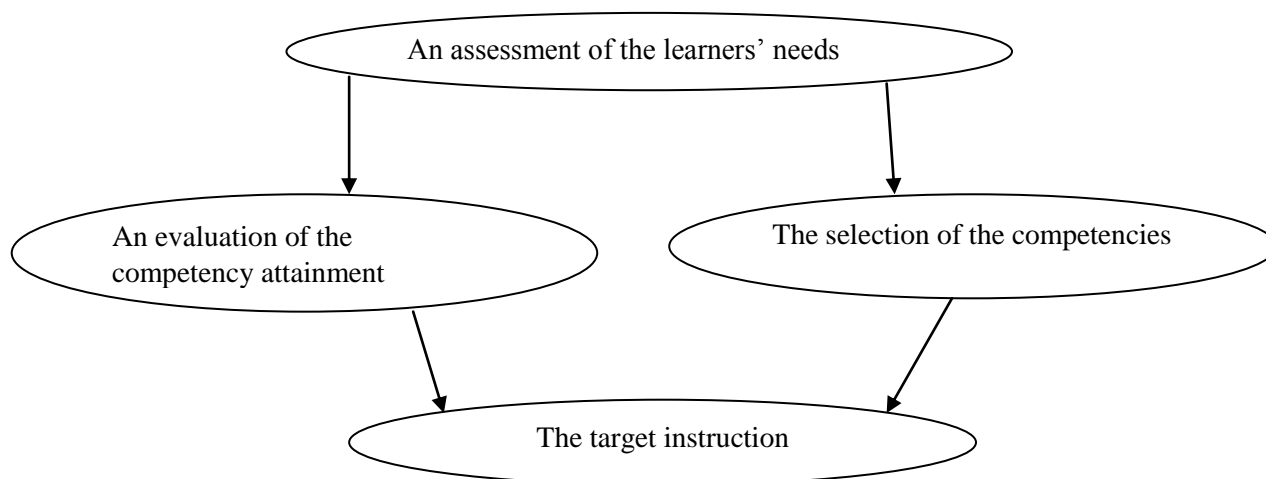 An assessment of the learners’ needs
An evaluation of the
competency attainment
The selection of the competencies
The target instruction